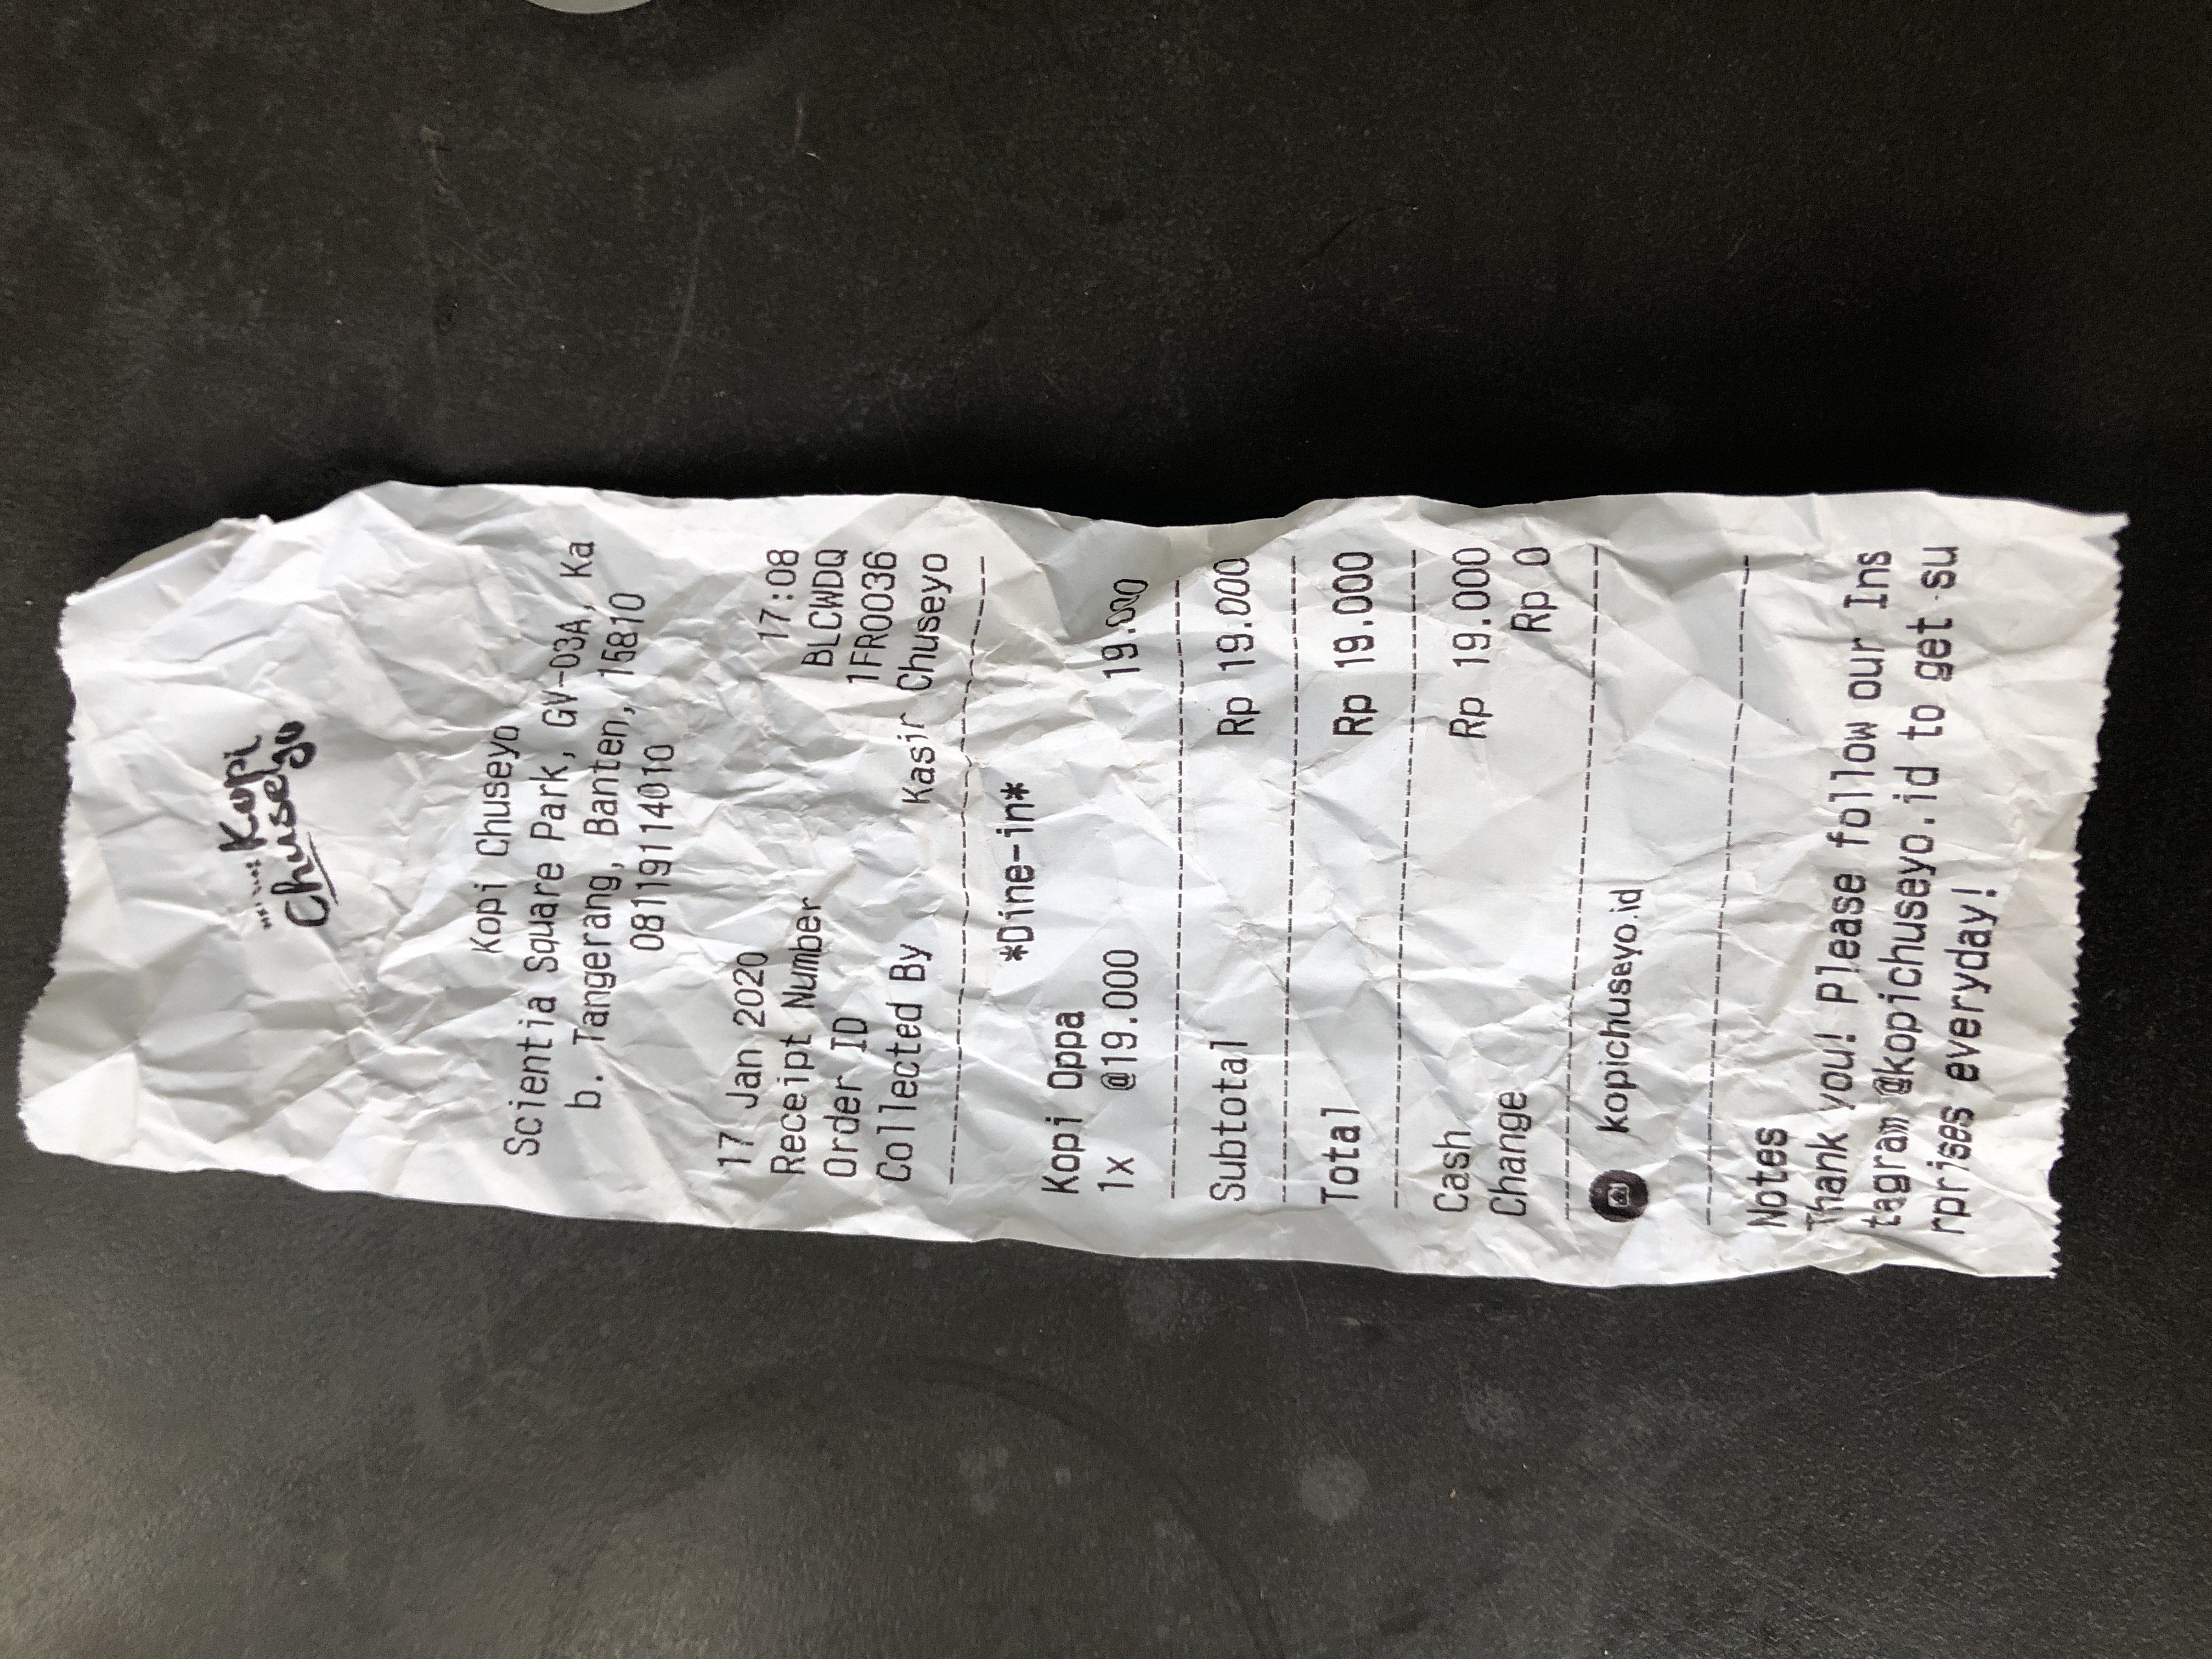 Kopi
Chuseyo
Kopi Chuseyo
Scientia Square Park, GV-03A, Ka
b. Tangerang, Banten, 15810
08119114010
17 Jan 2020 17:08
Receipt Number BLCWDQ
Order ID 1FRO036
Collected By Kasir Chuseyo
*Dine-in*
Kopi Oppa
1x @19.000 19.000
Subtotal Rp 19.000
Total Rp 19.000
Cash Rp 19.000
Change Rp 0
kopichuseyo.id
Notes
Thank you! Please follow our Ins
tagram @kopichuseyo.id to get su
rprises everyday!